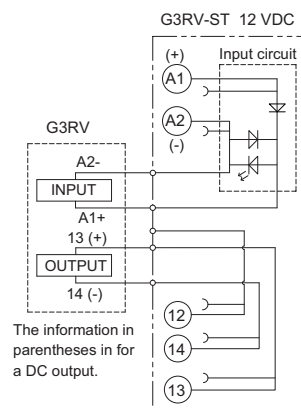 G3RV-ST 12 VDC
(+)
Input circuit
A1
A2
(-)
G3RV
A2-
INPUT
A1+
13 (+)
OUTPUT
14 (-)
12
14
13
The information in
parentheses in for
a DC output.